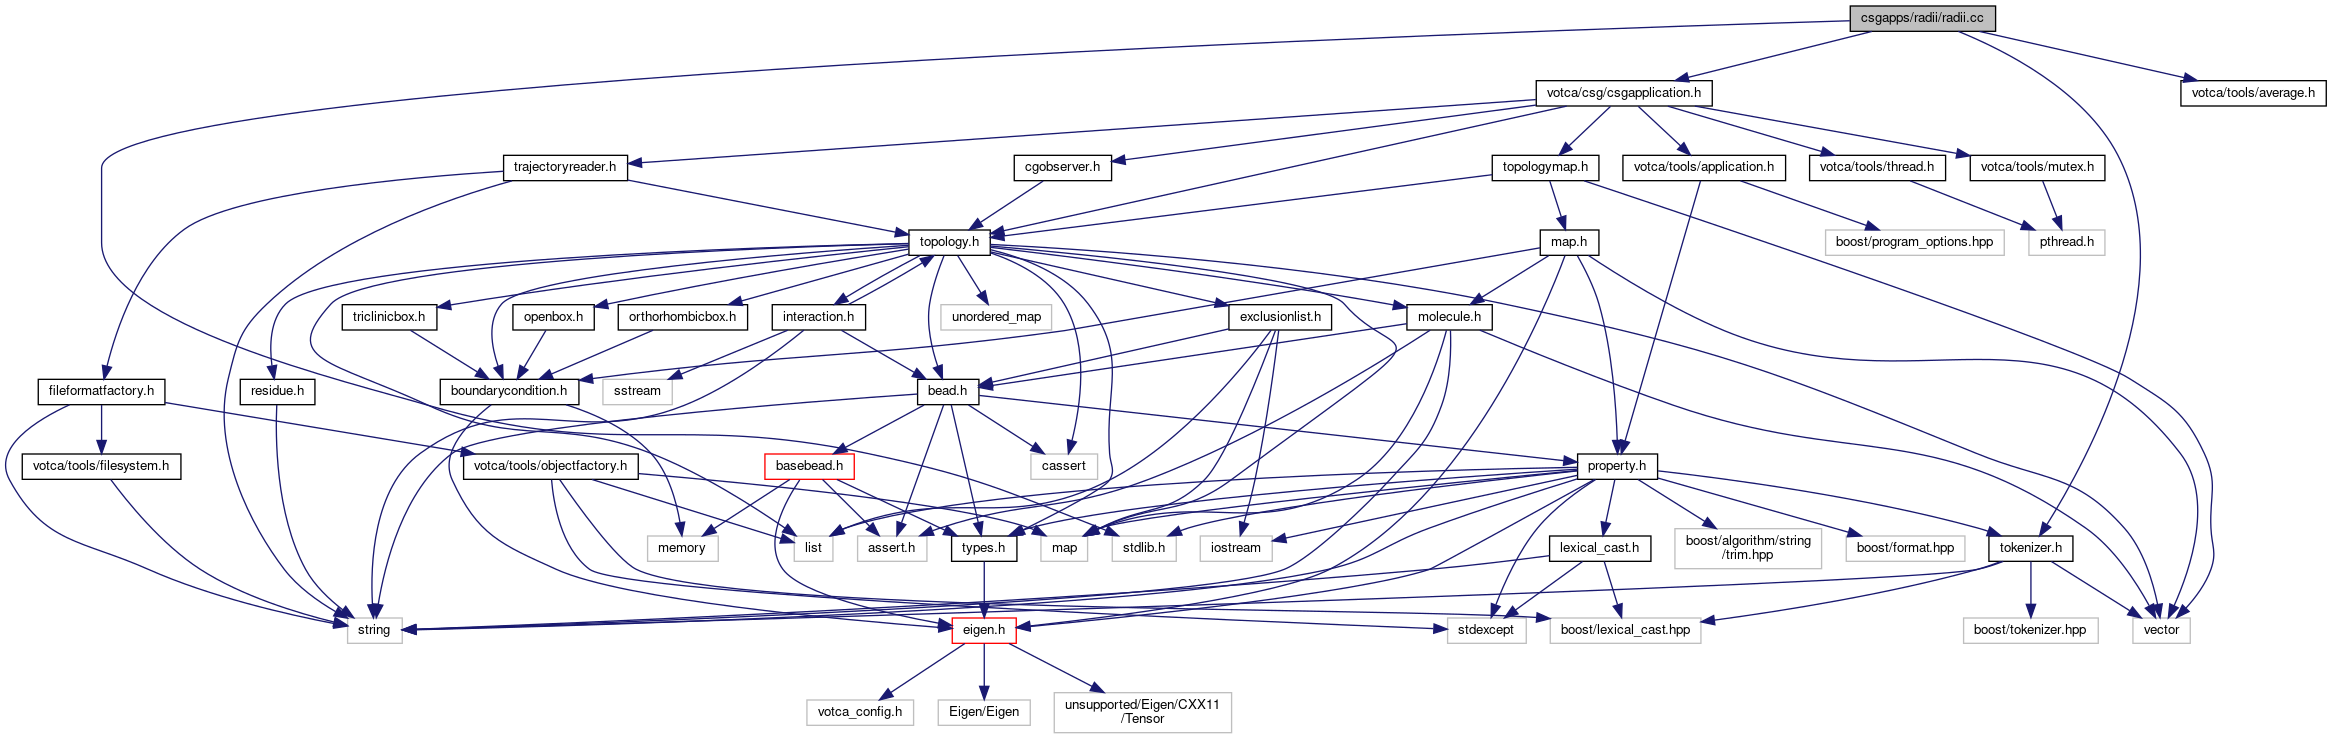 csgapps/radii/radii.cc
votca/csg/csgapplication.h
votca/tools/average.h
trajectoryreader.h
cgobserver.h
topologymap.h
votca/tools/application.h
votca/tools/thread.h
votca/tools/mutex.h
topology.h
map.h
boost/program_options.hpp
pthread.h
triclinicbox.h
openbox.h
orthorhombicbox.h
interaction.h
unordered_map
exclusionlist.h
molecule.h
fileformatfactory.h
residue.h
boundarycondition.h
sstream
bead.h
votca/tools/filesystem.h
votca/tools/objectfactory.h
basebead.h
cassert
property.h
memory
list
assert.h
types.h
map
stdlib.h
iostream
lexical_cast.h
boost/algorithm/string
/trim.hpp
boost/format.hpp
tokenizer.h
string
eigen.h
stdexcept
boost/lexical_cast.hpp
boost/tokenizer.hpp
vector
votca_config.h
Eigen/Eigen
unsupported/Eigen/CXX11
/Tensor